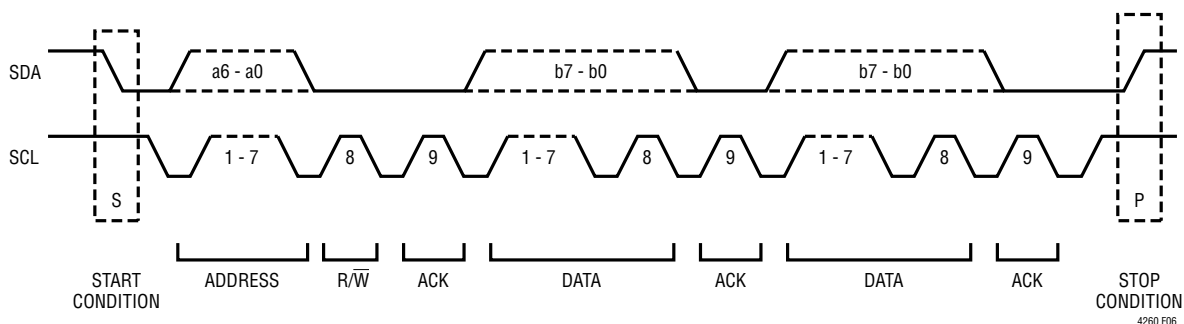 SDA
a6 - a0
b7 - b0
b7 - b0
SCL
1 - 7
8
9
1 - 7
8
9
1 - 7
8
9
S
P
START
CONDITION
ADDRESS
R/W̅
ACK
DATA
ACK
DATA
ACK
STOP
CONDITION
4260 F06